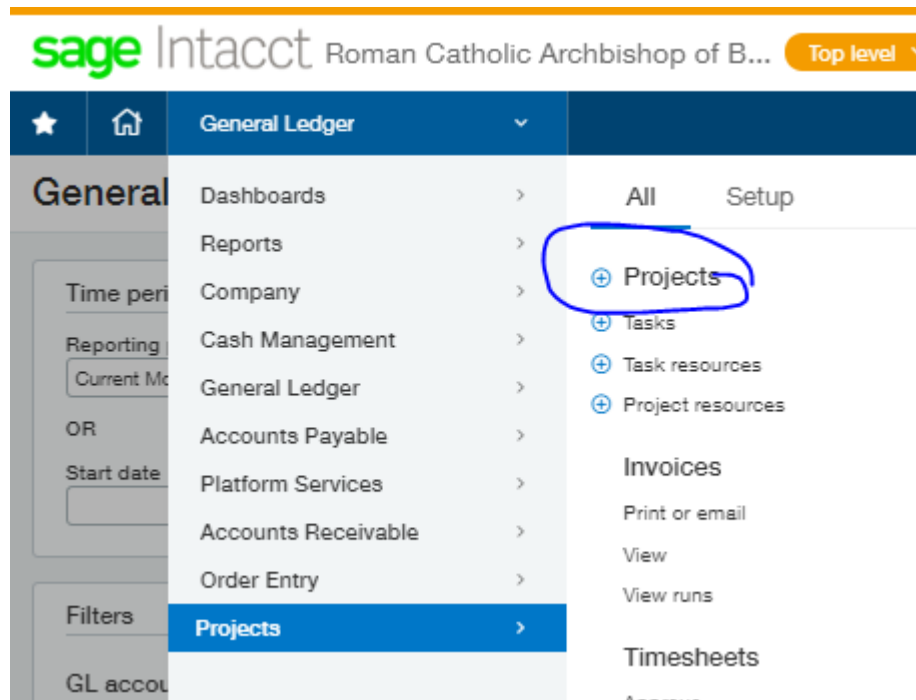 sage Intacct Roman Catholic Archbishop of B... Top level
General Ledger
General
Dashboards
Reports
Company
Cash Management
General Ledger
Accounts Payable
Platform Services
Accounts Receivable
Order Entry
Projects
All Setup
Projects
Tasks
Task resources
Project resources
Invoices
Print or email
View
View runs
Timesheets
Time peri
Reporting
Current Mo
OR
Start date
Filters
GL accou